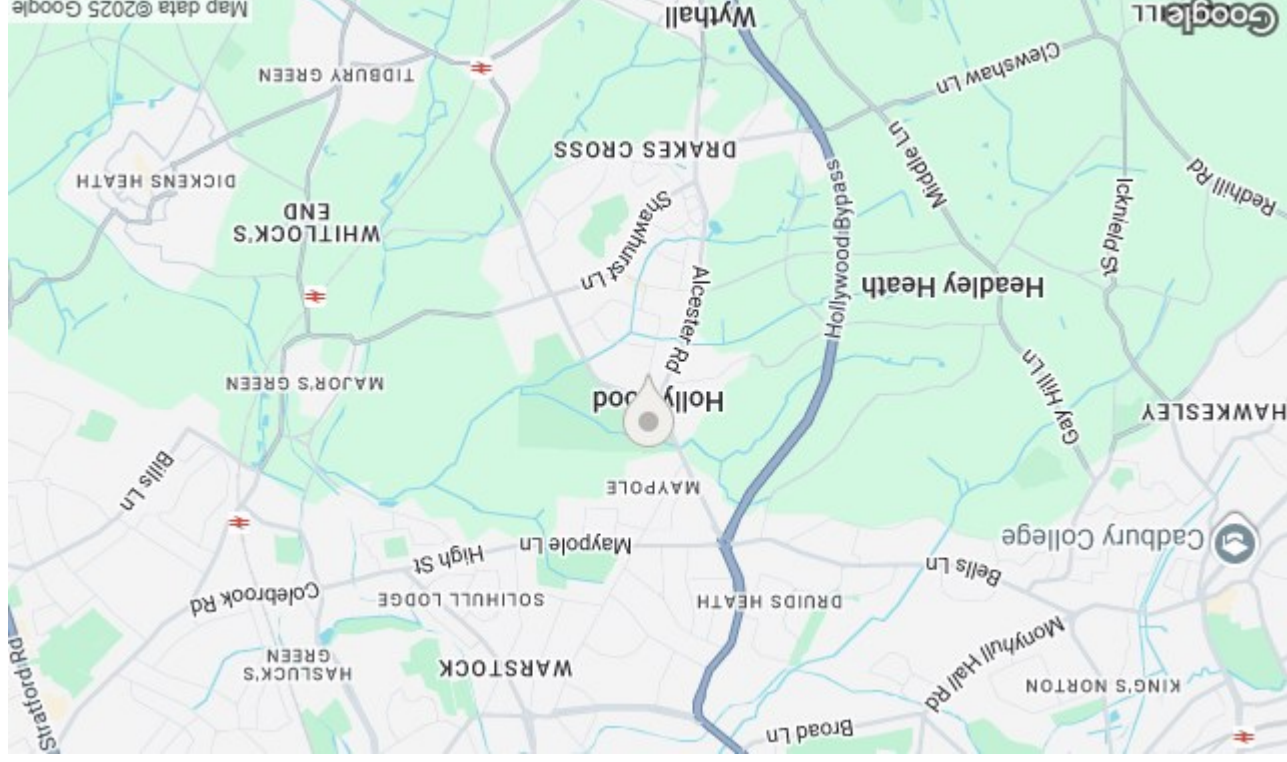 Broad Ln
KING'S NORTON
Monyhull Hall Rd
WARSTOCK
HASLUCK'S
GREEN
Stratford Rd
DRUIDS HEATH
SOLIHULL LODGE
Colebrook Rd
Bells Ln
High St
Cadbury College
Maypole Ln
MAYPOLE
Bills Ln
HAWKESLEY
Gay Hill Ln
MAJOR'S GREEN
Alcester Rd
Headley Heath
Hollywood Bypass
Shawhurst Ln
WHITLOCK'S
END
Icknield St
Redhill Rd
DICKENS HEATH
Middle Ln
DRAKES CROSS
Clewshaw Ln
TIDBURY GREEN
Wythall
Google
Map data ©2025 Google